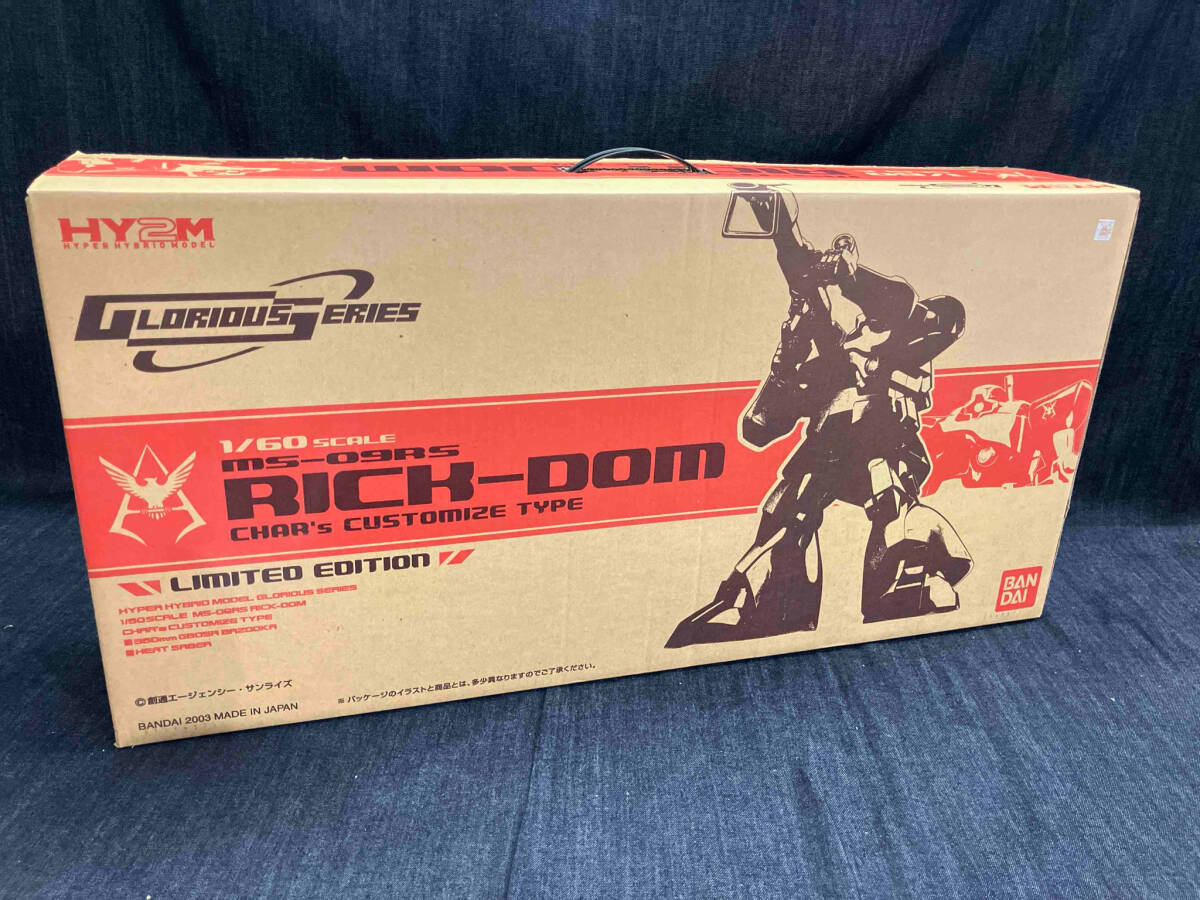 HY2M
HYPER HYBRID MODEL
GLORIOUS SERIES
1/60 SCALE
MS-09RS
RICK-DOM
CHAR's CUSTOMIZE TYPE
LIMITED EDITION
HYPER HYBRID MODEL GLORIOUS SERIES
1/60SCALE MS-09RS RICK-DOM
CHAR's CUSTOMIZE TYPE
■360mm GB09R BAZOOKA
■HEAT SABER
©創通エージェンシー・サンライズ
BANDAI 2003 MADE IN JAPAN
※パッケージのイラストと商品とは、多少異なりますのでご了承ください。
BAN
DAI